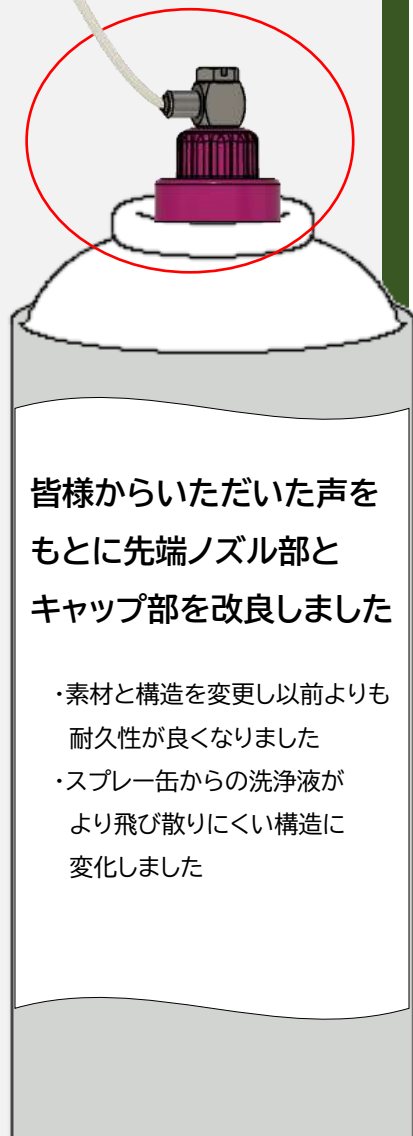 皆様からいただいた声を
もとに先端ノズル部と
キャップ部を改良しました
・素材と構造を変更し以前よりも
耐久性が良くなりました
・スプレー缶からの洗浄液が
より飛び散りにくい構造に
変化しました